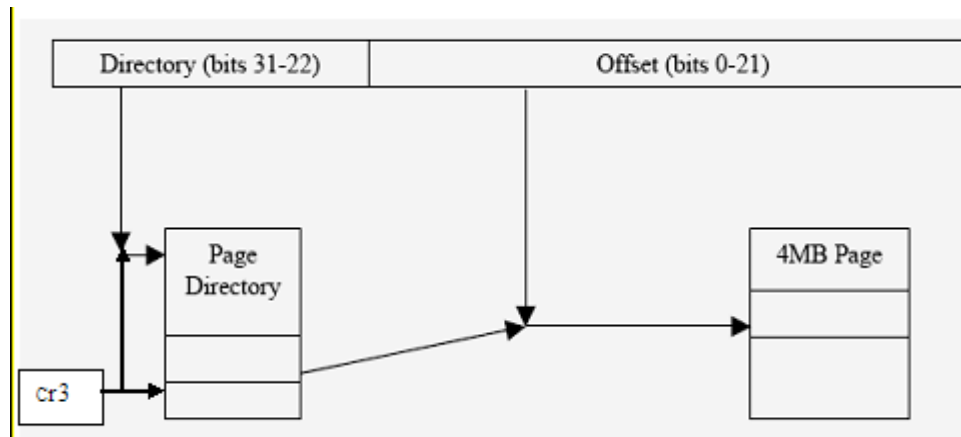 Directory (bits 31-22)
Offset (bits 0-21)
Page
Directory
4MB Page
cr3